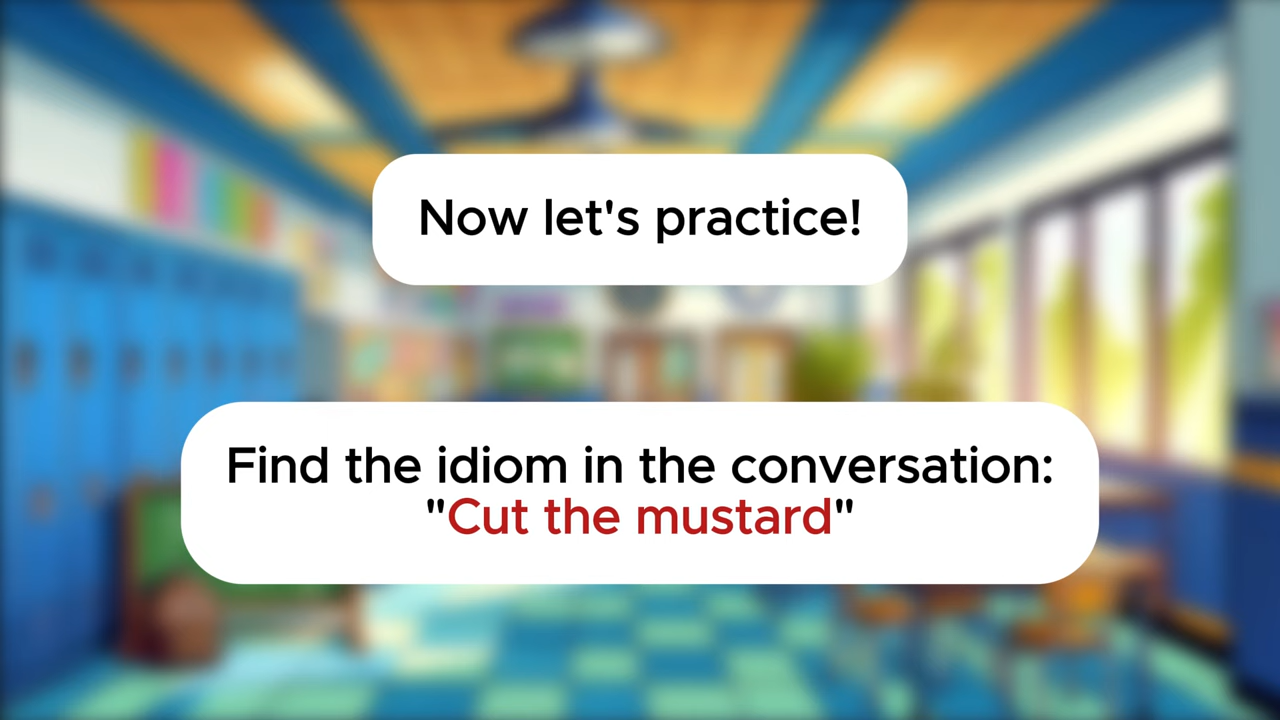 Now let's practice!
Find the idiom in the conversation:
"Cut the mustard"